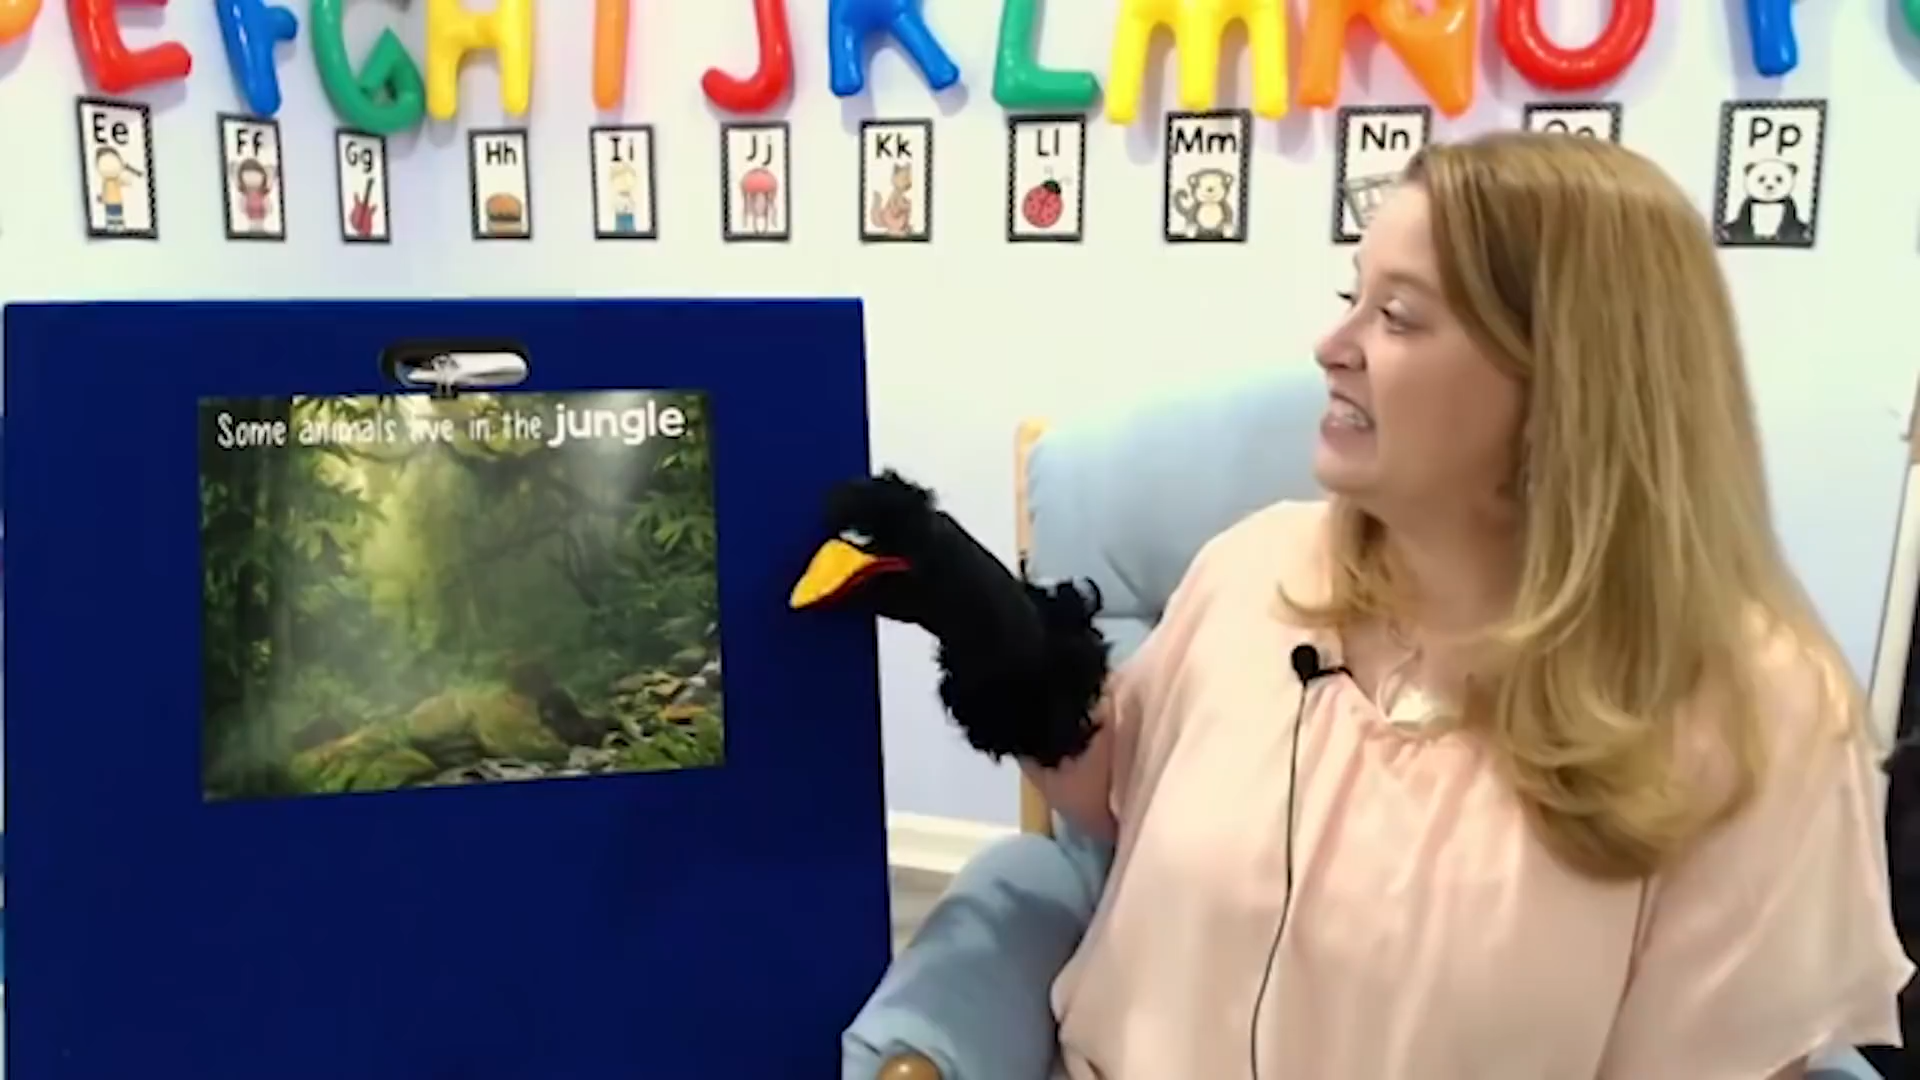 E F G H I J K L M N O P
Ee Ff Gg Hh Ii Jj Kk Ll Mm Nn Pp
Some animals live in the jungle.